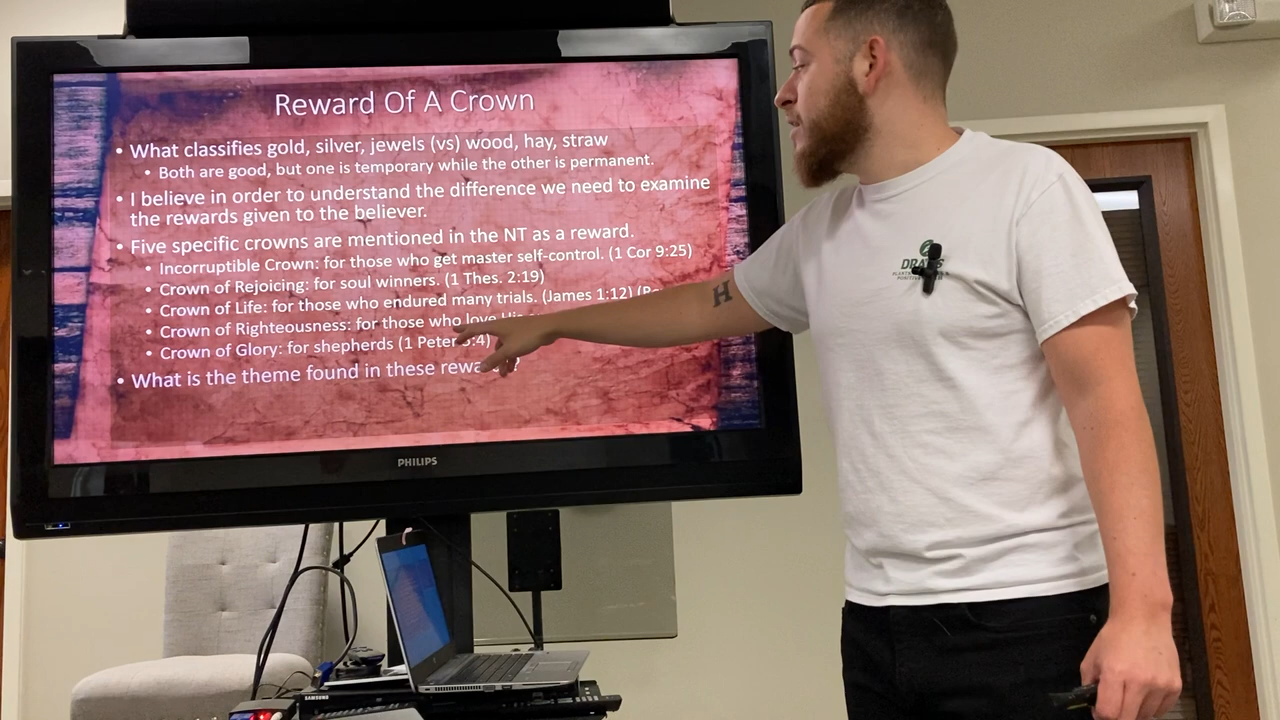 Reward Of A Crown
• What classifies gold, silver, jewels (vs) wood, hay, straw
• Both are good, but one is temporary while the other is permanent.
• I believe in order to understand the difference we need to examine
the rewards given to the believer.
• Five specific crowns are mentioned in the NT as a reward.
• Incorruptible Crown: for those who get master self-control. (1 Cor 9:25)
• Crown of Rejoicing: for soul winners. (1 Thes. 2:19)
• Crown of Life: for those who endured many trials. (James 1:12)
• Crown of Righteousness: for those who love
• Crown of Glory: for shepherds (1 Peter 5:4)
• What is the theme found in these
PHILIPS
SAMSUNG
H